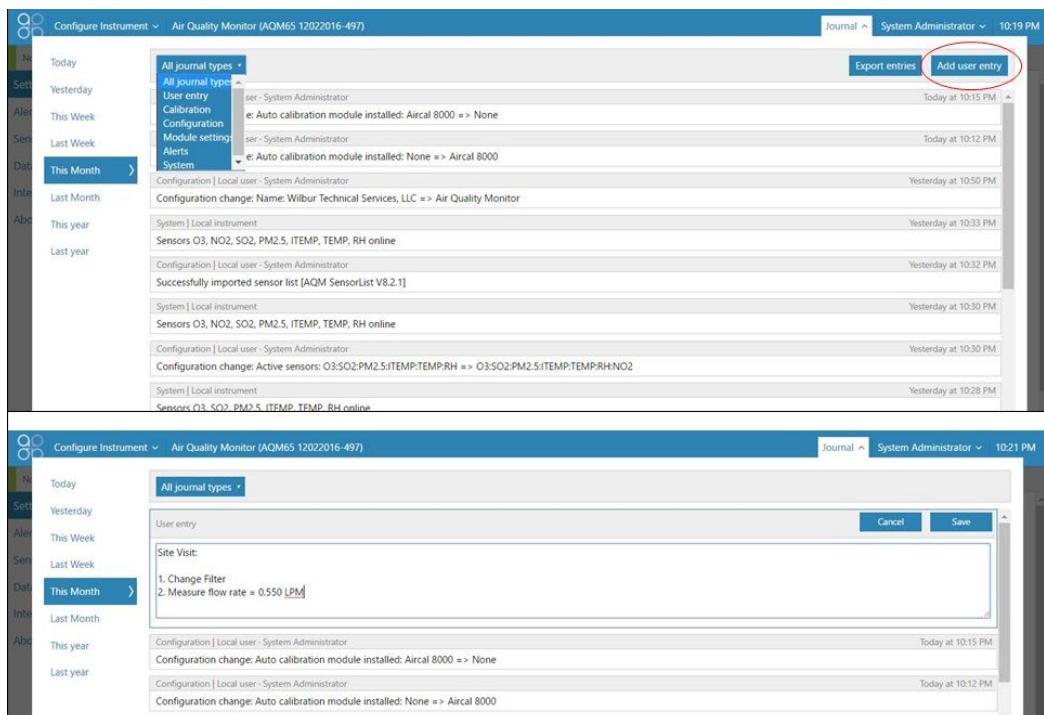 Configure Instrument Air Quality Monitor (AQM65 12022016-497) Journal System Administrator 10:19 PM
Today
Yesterday
This Week
Last Week
This Month
Last Month
This year
Last year
All journal types
All journal types
User entry
Calibration
Configuration
Module settings
Alerts
System
Export entries Add user entry
ser - System Administrator Today at 10:15 PM
e: Auto calibration module installed: Aircal 8000 => None
ser - System Administrator Today at 10:12 PM
e: Auto calibration module installed: None => Aircal 8000
Configuration | Local user - System Administrator Yesterday at 10:50 PM
Configuration change: Name: Wilbur Technical Services, LLC => Air Quality Monitor
System | Local instrument Yesterday at 10:33 PM
Sensors O3, NO2, SO2, PM2.5, ITEMP, TEMP, RH online
Configuration | Local user - System Administrator Yesterday at 10:32 PM
Successfully imported sensor list [AQM SensorList V8.2.1]
System | Local instrument Yesterday at 10:30 PM
Sensors O3, NO2, SO2, PM2.5, ITEMP, TEMP, RH online
Configuration | Local user - System Administrator Yesterday at 10:30 PM
Configuration change: Active sensors: O3:SO2:PM2.5:ITEMP:TEMP:RH => O3:SO2:PM2.5:ITEMP:TEMP:RH:NO2
System | Local instrument Yesterday at 10:28 PM
Sensors O3, SO2, PM2.5, ITEMP, TEMP, RH online
Configure Instrument Air Quality Monitor (AQM65 12022016-497) Journal System Administrator 10:21 PM
Today
Yesterday
This Week
Last Week
This Month
Last Month
This year
Last year
All journal types
User entry Cancel Save
Site Visit:
1. Change Filter
2. Measure flow rate = 0.550 LPM
Configuration | Local user - System Administrator Today at 10:15 PM
Configuration change: Auto calibration module installed: Aircal 8000 => None
Configuration | Local user - System Administrator Today at 10:12 PM
Configuration change: Auto calibration module installed: None => Aircal 8000